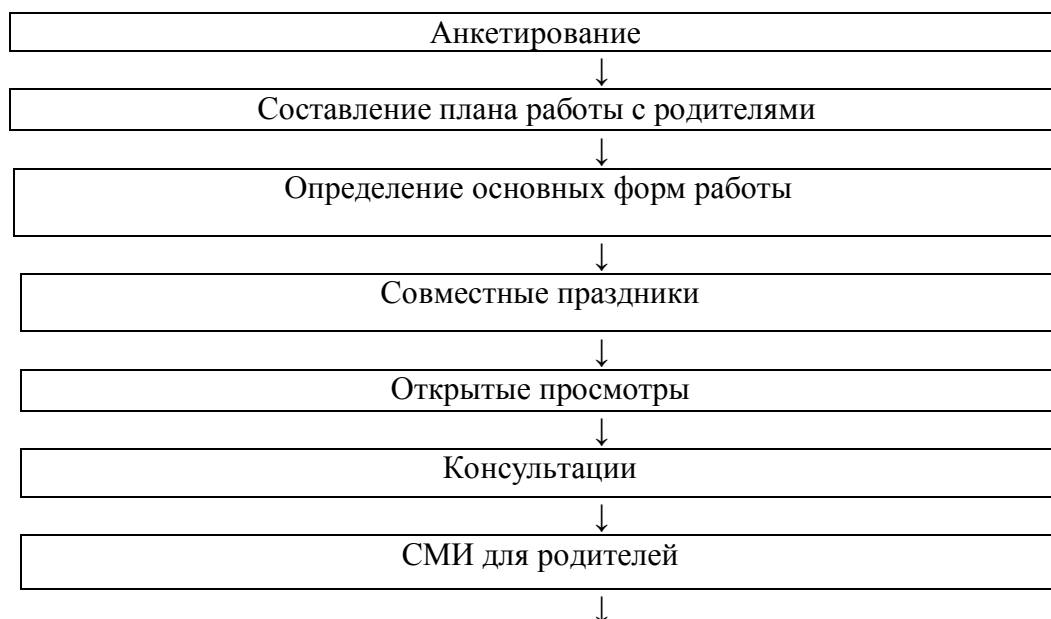 Анкетирование
↓
Составление плана работы с родителями
↓
Определение основных форм работы
↓
Совместные праздники
↓
Открытые просмотры
↓
Консультации
↓
СМИ для родителей
↓